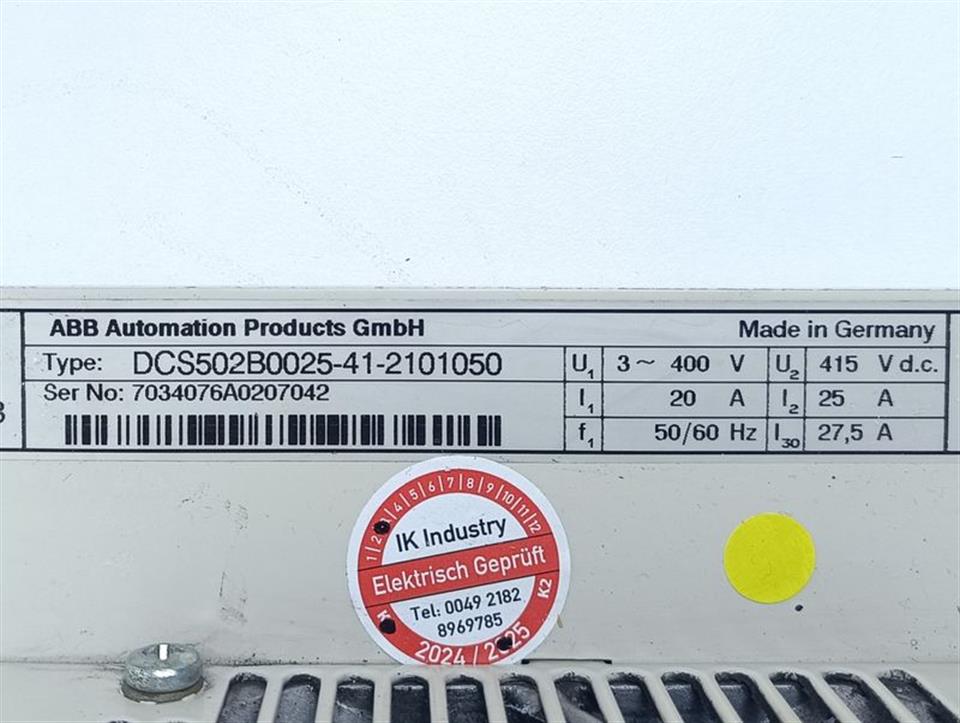 ABB Automation Products GmbH Made in Germany
Type: DCS502B0025-41-2101050 U1 3~ 400 V U2 415 V d.c.
Ser No: 7034076A0207042 I1 20 A I2 25 A
f1 50/60 Hz I30 27,5 A
1 2 3 4 5 6 7 8 9 10 11 12
IK Industry
Elektrisch Geprüft
Tel: 0049 2182
8969785
K2
2024/2025